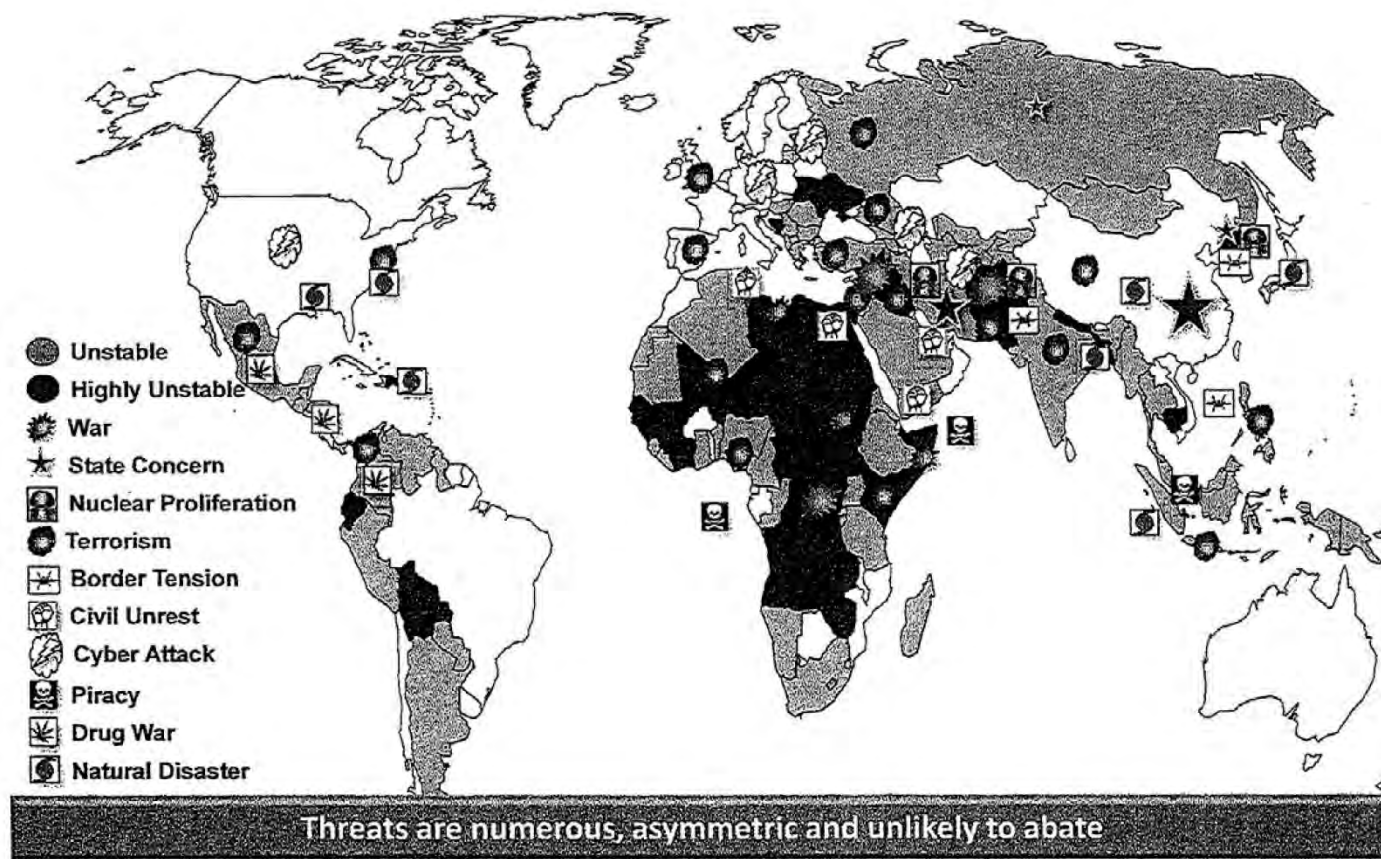 Unstable
Highly Unstable
War
State Concern
Nuclear Proliferation
Terrorism
Border Tension
Civil Unrest
Cyber Attack
Piracy
Drug War
Natural Disaster
Threats are numerous, asymmetric and unlikely to abate